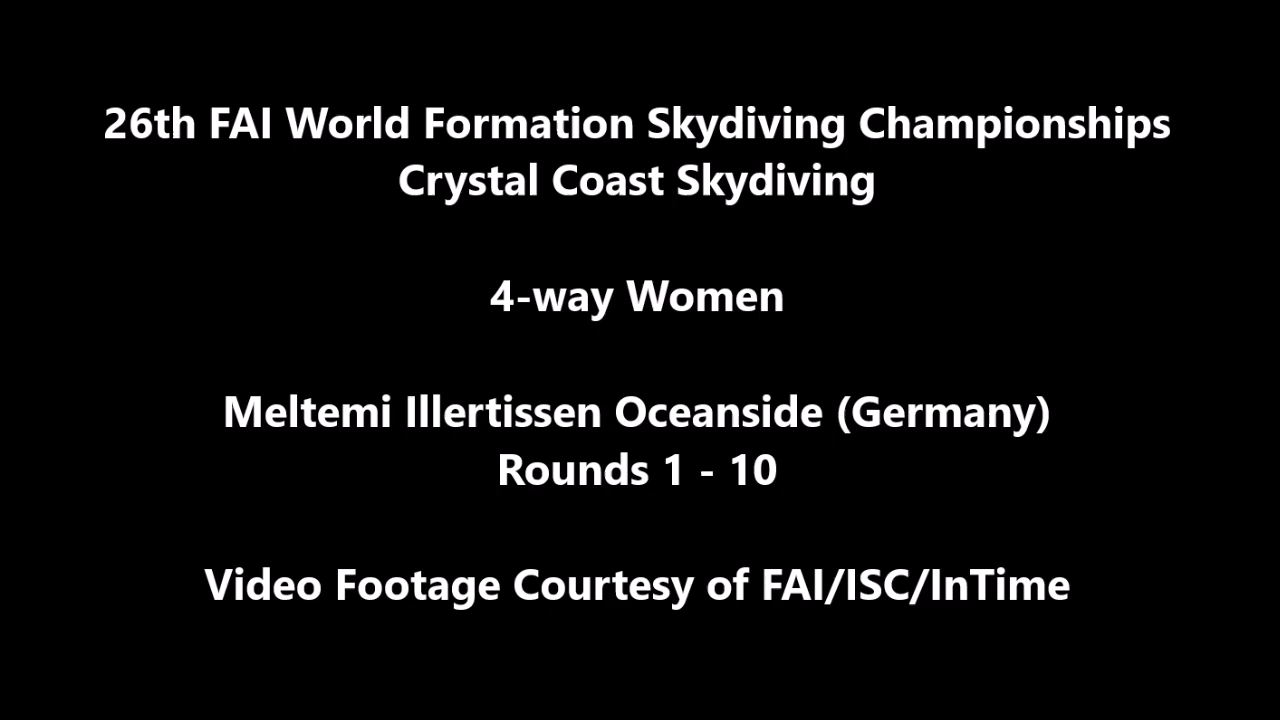 26th FAI World Formation Skydiving Championships
Crystal Coast Skydiving
4-way Women
Meltemi Illertissen Oceanside (Germany)
Rounds 1 - 10
Video Footage Courtesy of FAI/ISC/InTime